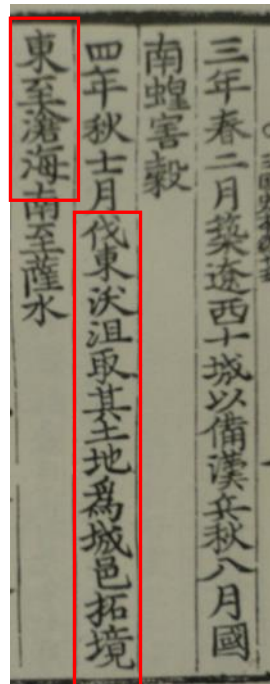 三年春二月築遼西十城以備漢兵秋八月國
南蝗害穀
四年秋七月伐東沃沮取其土地爲城邑拓境
東至滄海南至薩水